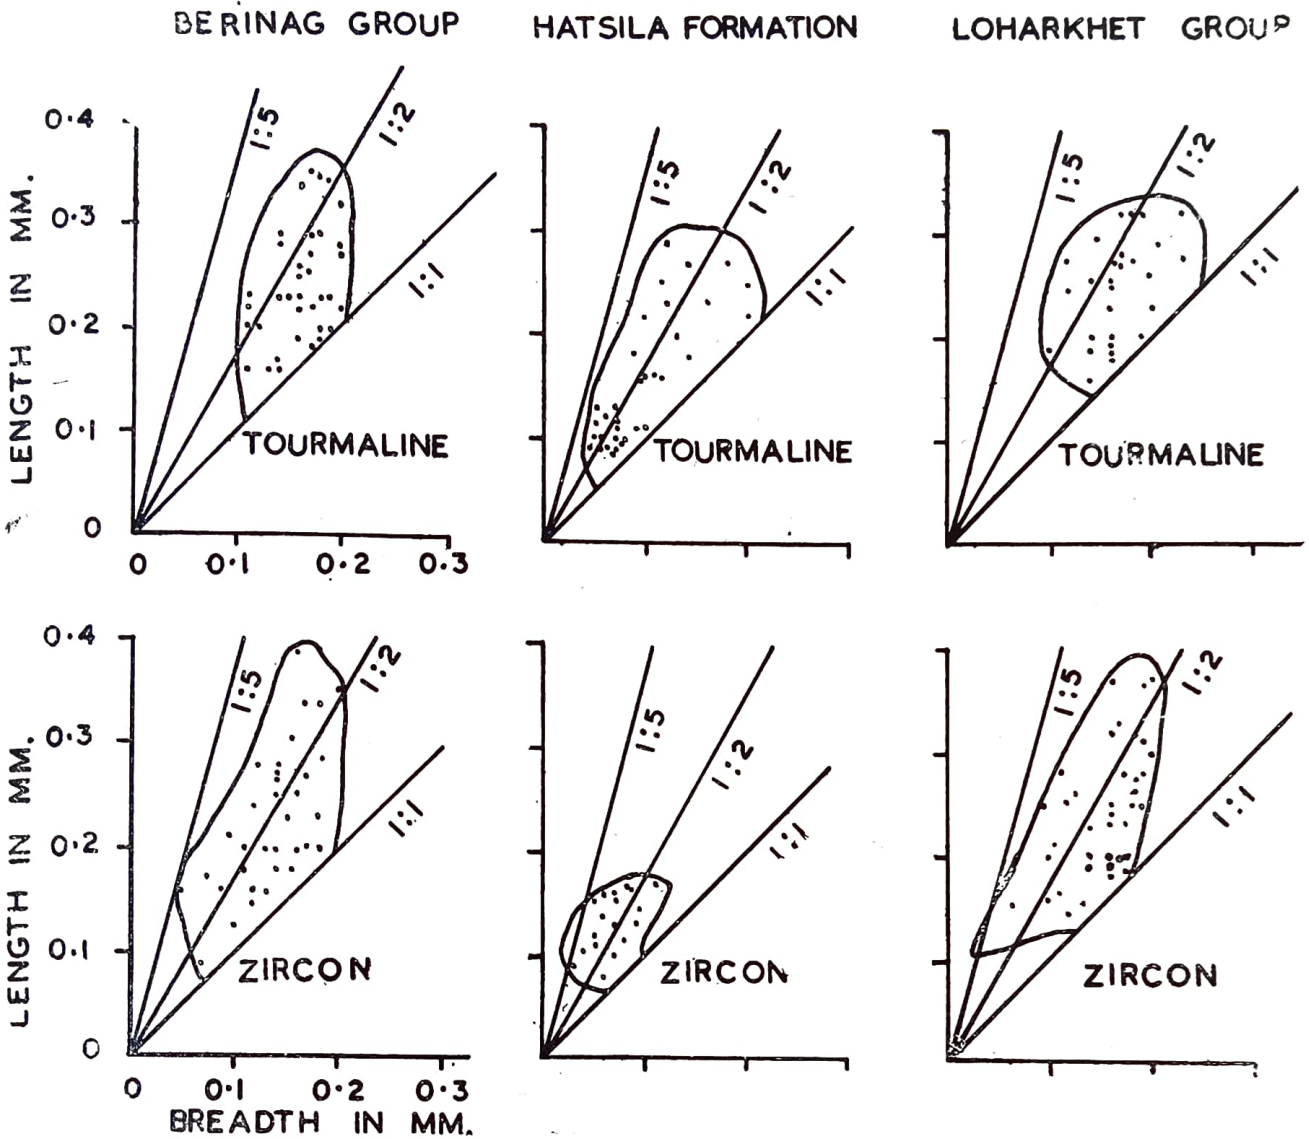 BERINAG GROUP
HATSILA FORMATION
LOHARKHET GROUP
LENGTH IN MM.
0.4
0.3
0.2
0.1
0
1:5
1:2
1:1
TOURMALINE
0 0.1 0.2 0.3
1:5
1:2
1:1
TOURMALINE
1:5
1:2
1:1
TOURMALINE
LENGTH IN MM.
0.4
0.3
0.2
0.1
0
1:5
1:2
1:1
ZIRCON
0 0.1 0.2 0.3
BREADTH IN MM.
1:5
1:2
1:1
ZIRCON
1:5
1:2
1:1
ZIRCON